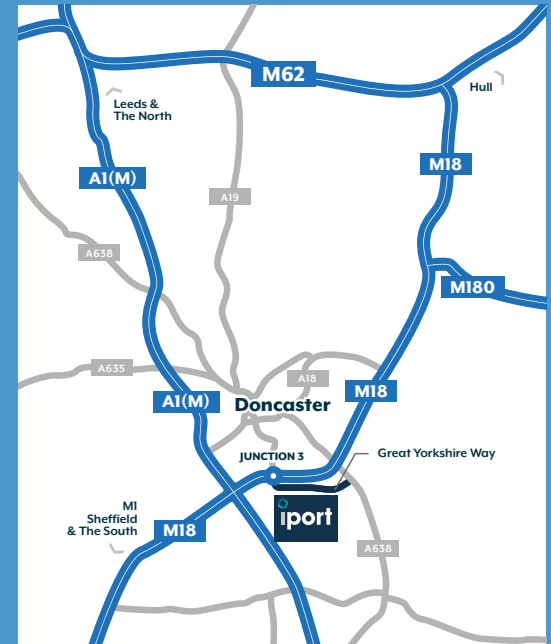 M62
Hull
Leeds &
The North
M18
A1(M)
A19
A638
M180
A635
A18
M18
A1(M)
Doncaster
JUNCTION 3
Great Yorkshire Way
M1
Sheffield
& The South
M18
iport
A638